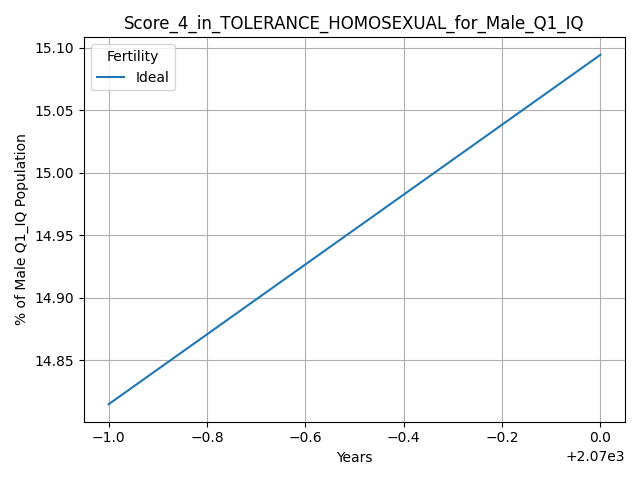 Score_4_in_TOLERANCE_HOMOSEXUAL_for_Male_Q1_IQ
Fertility
Ideal
% of Male Q1_IQ Population
15.10
15.05
15.00
14.95
14.90
14.85
−1.0 −0.8 −0.6 −0.4 −0.2 0.0
Years
+2.07e3